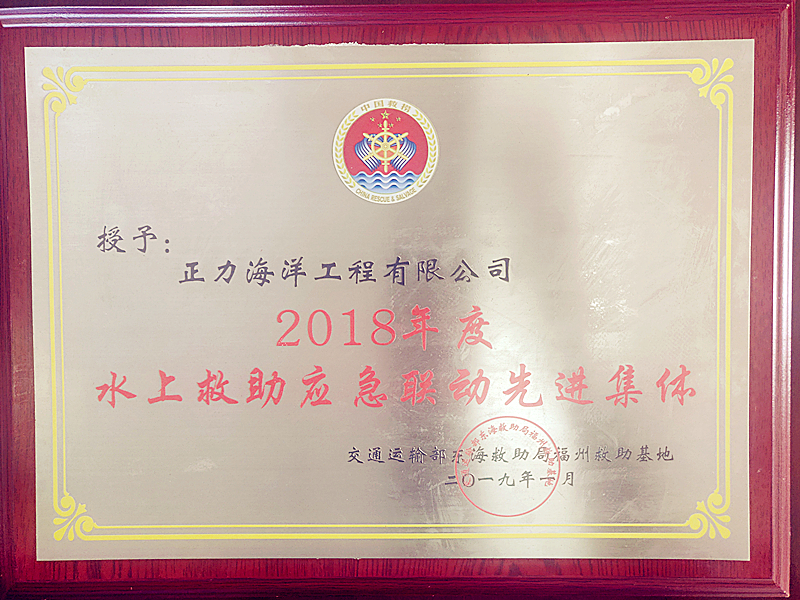 中国救捞
CHINA RESCUE & SALVAGE
授予:
正力海洋工程有限公司
2018年度
水上救助应急联动先进集体
交通运输部东海救助局福州救助基地
二〇一九年一月